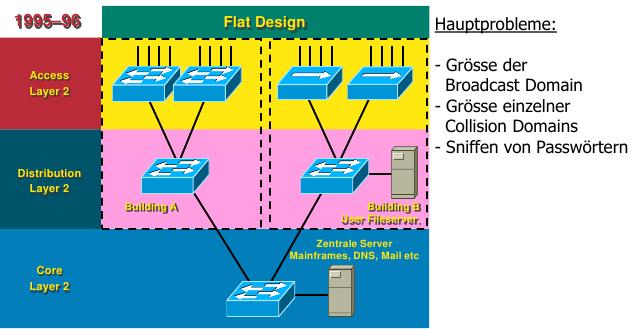 1995–96
Flat Design
Hauptprobleme:
- Grösse der
Broadcast Domain
- Grösse einzelner
Collision Domains
- Sniffen von Passwörtern
Access
Layer 2
Distribution
Layer 2
Building A
Building B
User Fileserver.
Core
Layer 2
Zentrale Server
Mainframes, DNS, Mail etc